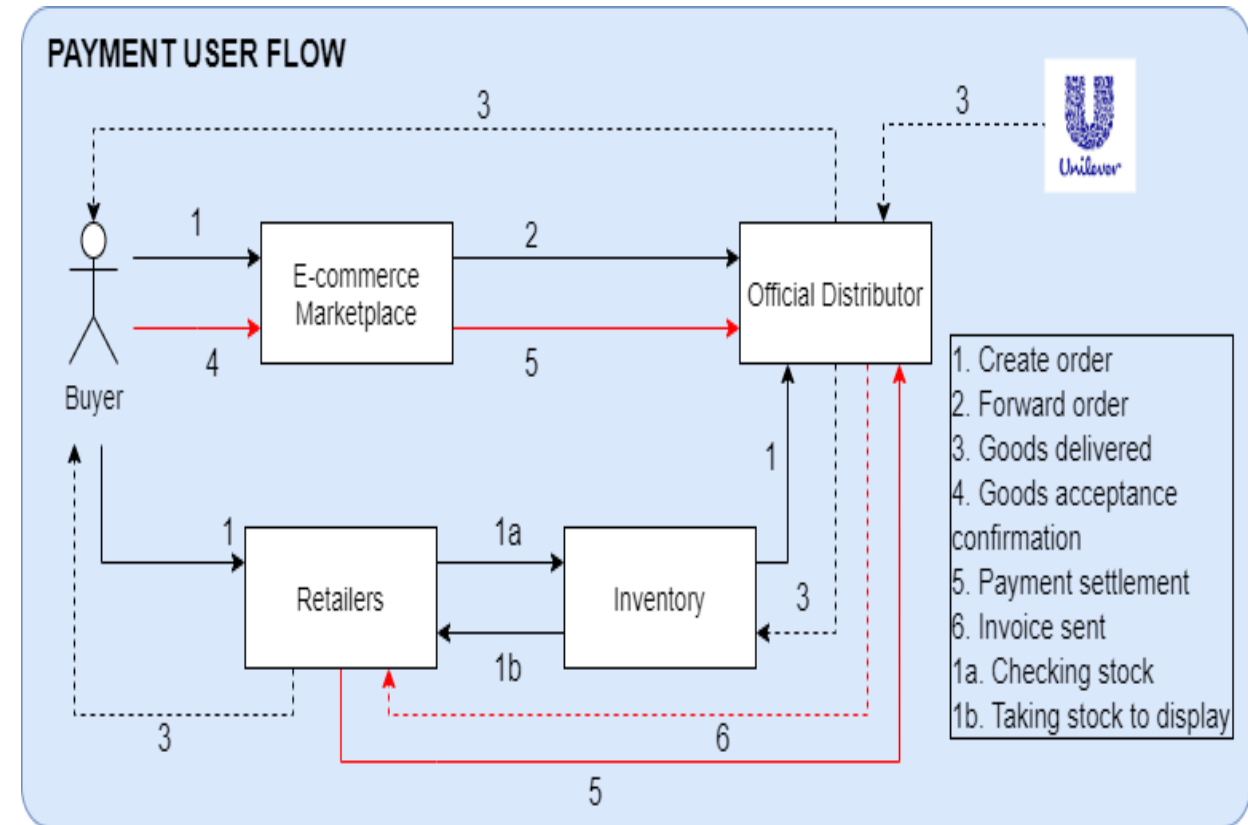 PAYMENT USER FLOW
3
3
Unilever
1
2
E-commerce
Marketplace
Official Distributor
4
5
Buyer
1. Create order
2. Forward order
3. Goods delivered
4. Goods acceptance
confirmation
5. Payment settlement
6. Invoice sent
1a. Checking stock
1b. Taking stock to display
1
1
1a
Retailers
Inventory
3
1b
3
6
5